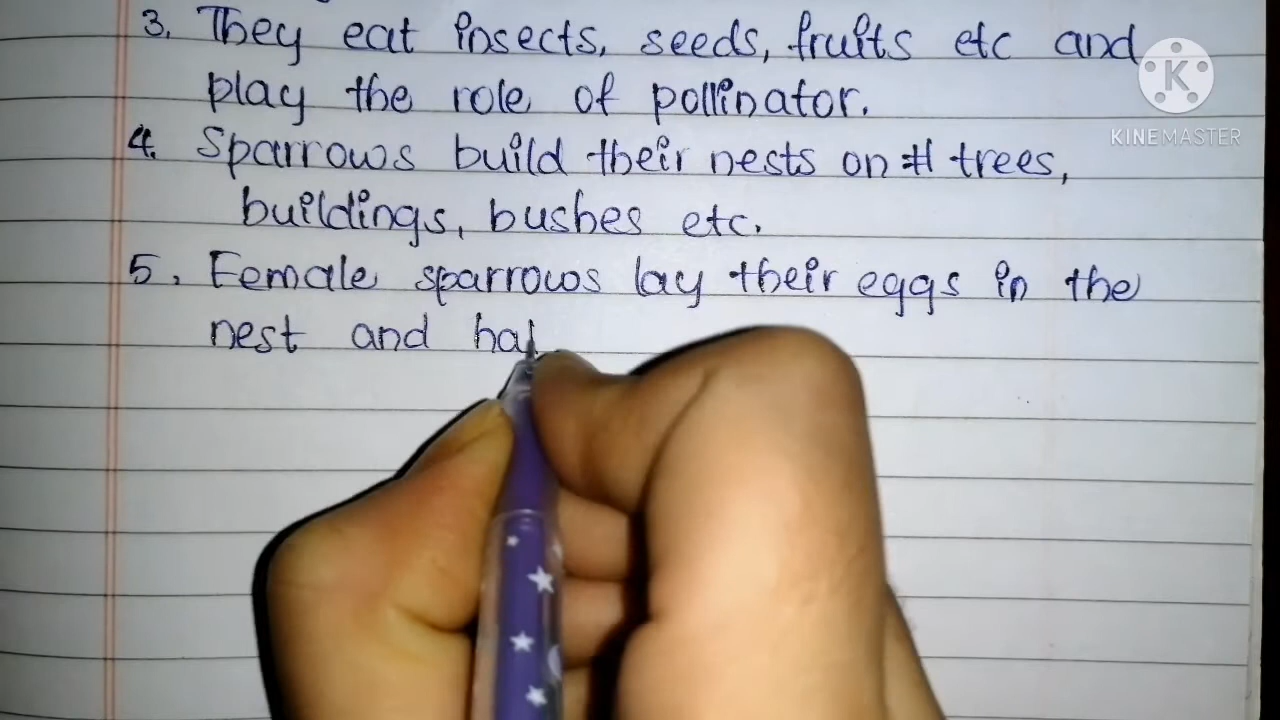 3. They eat insects, seeds, fruits etc and
play the role of pollinator.
4. Sparrows build their nests on trees,
buildings, bushes etc.
5. Female sparrows lay their eggs in the
nest and hat
K
KINEMASTER